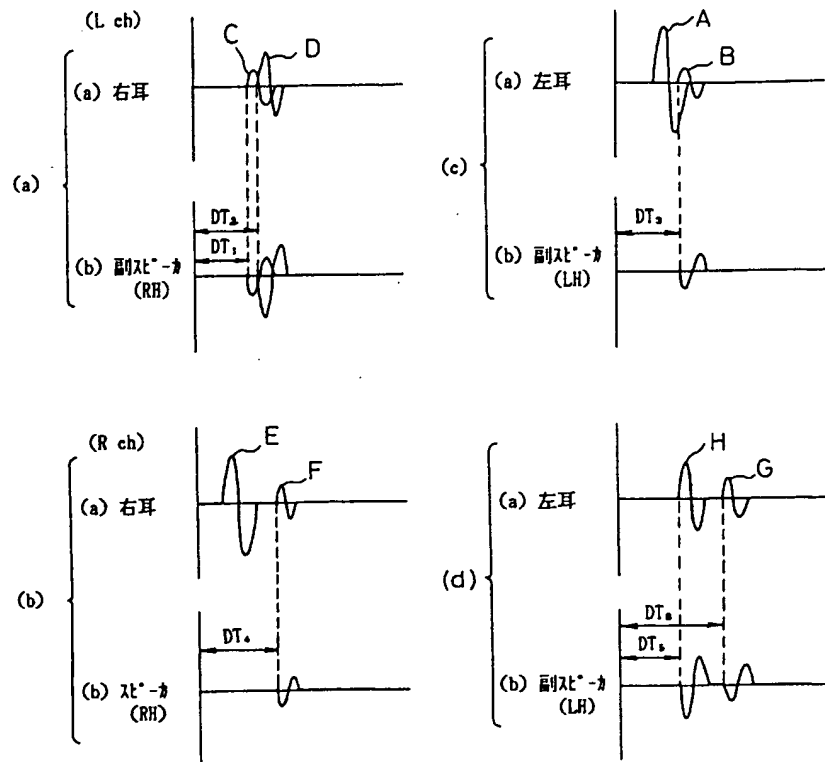 (L ch)
C
D
(a) 右耳
(a)
DT₂
DT₁
(b) 副ｽﾋﾟｰｶ
(RH)
A
B
(a) 左耳
(c)
DT₃
(b) 副ｽﾋﾟｰｶ
(LH)
(R ch)
E
F
(a) 右耳
(b)
DT₄
(b) ｽﾋﾟｰｶ
(RH)
H
G
(a) 左耳
(d)
DT₆
DT₅
(b) 副ｽﾋﾟｰｶ
(LH)